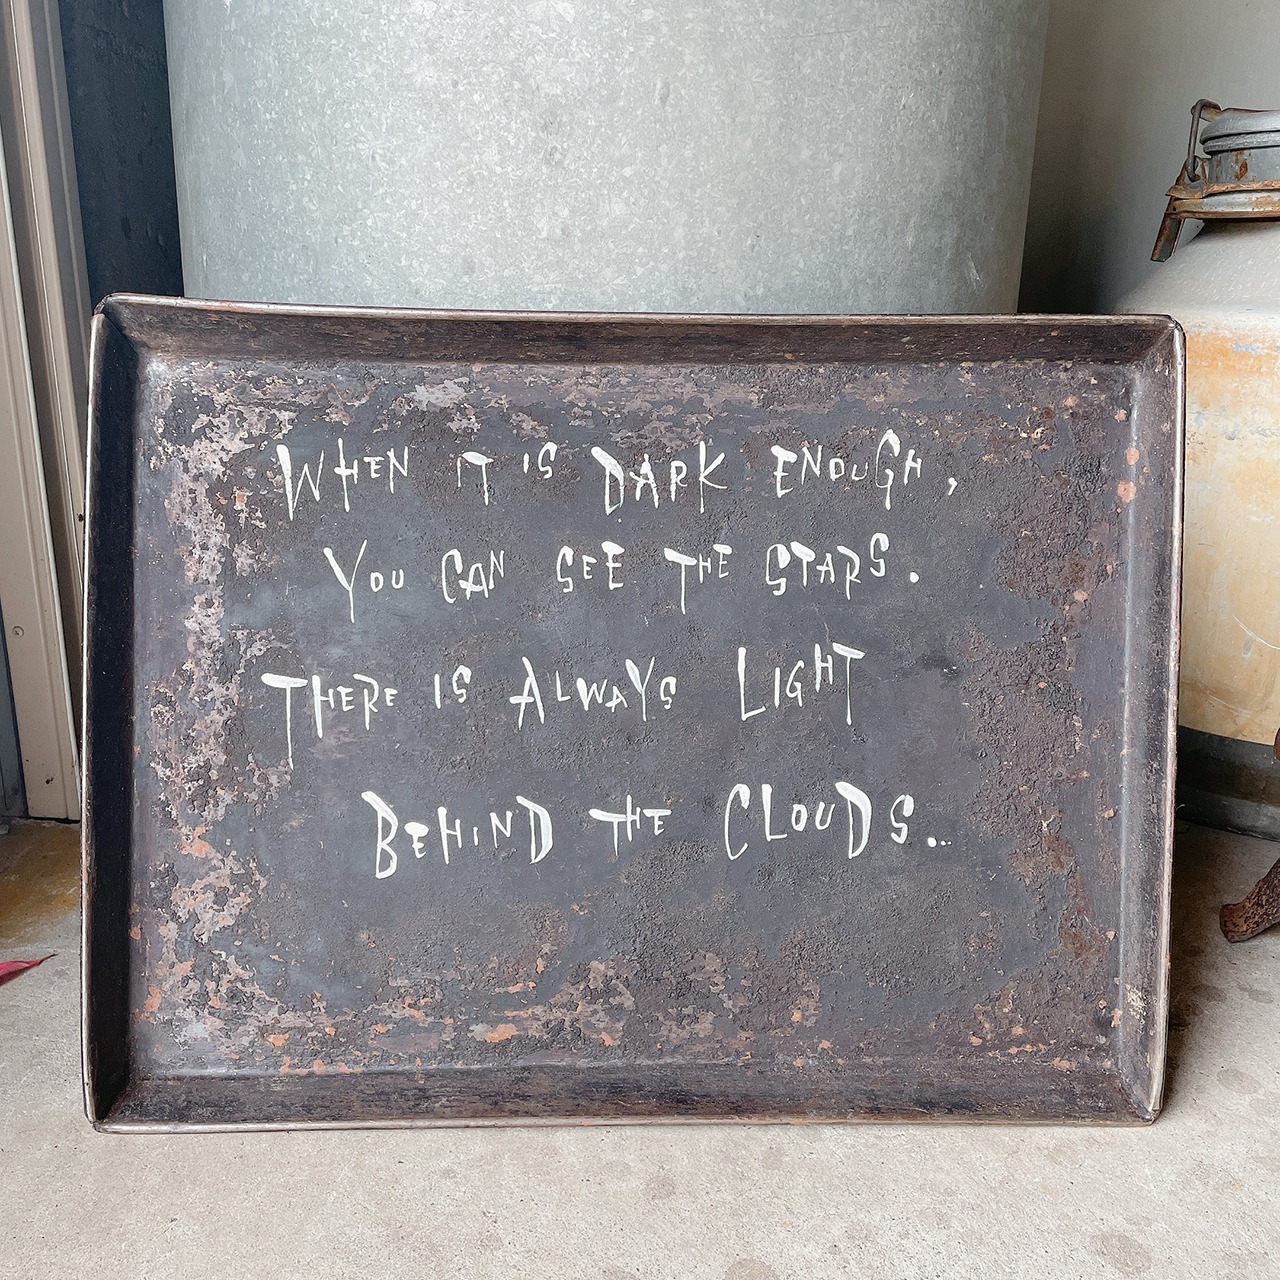 WHEN IT IS DARK ENOUGH,
YOU CAN SEE THE STARS.
THERE IS ALWAYS LIGHT
BEHIND THE CLOUDS...